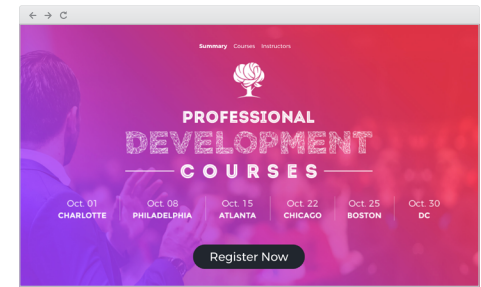 Summary Courses Instructors
PROFESSIONAL
DEVELOPMENT
COURSES
Oct. 01 Oct. 08 Oct. 15 Oct. 22 Oct. 25 Oct. 30
CHARLOTTE PHILADELPHIA ATLANTA CHICAGO BOSTON DC
Register Now